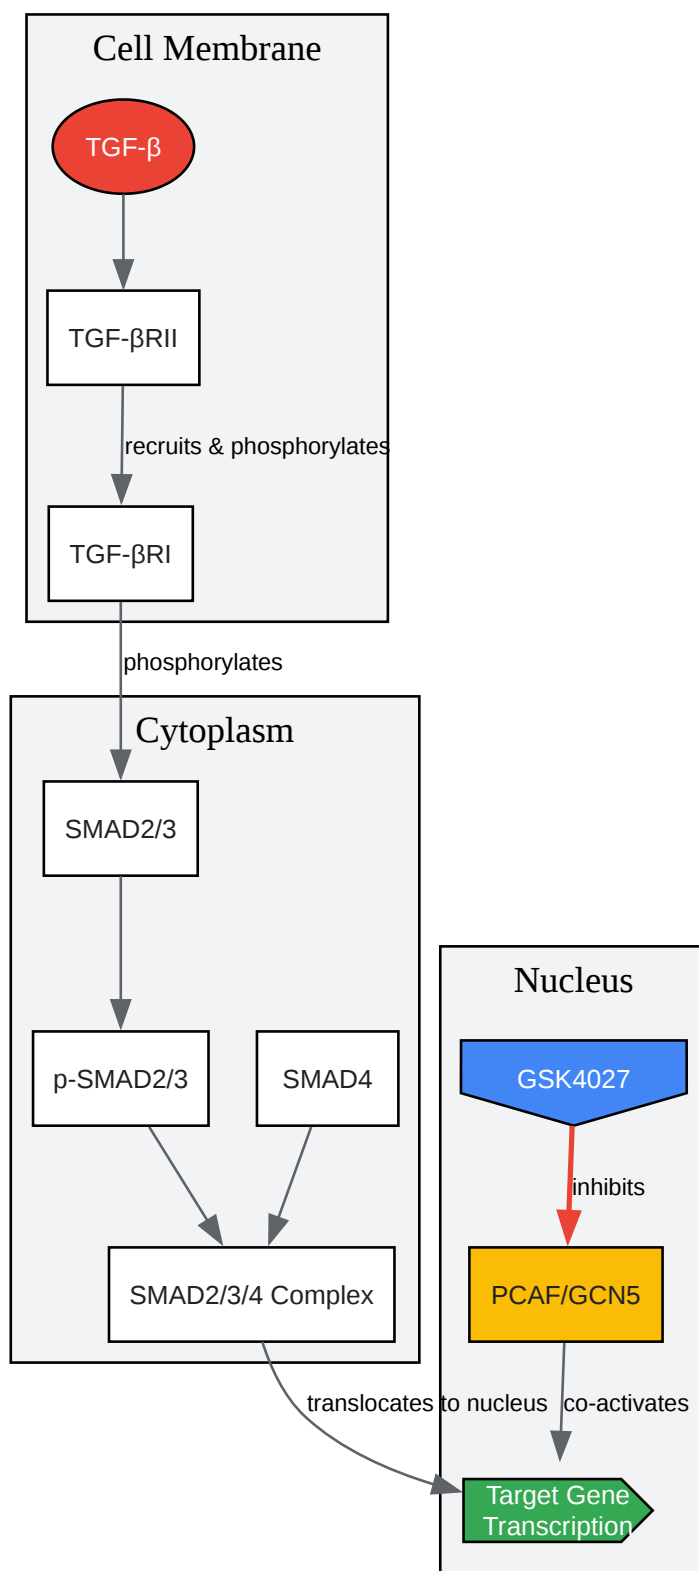 Cell Membrane
TGF-β
TGF-βRII
recruits & phosphorylates
TGF-βRI
phosphorylates
Cytoplasm
SMAD2/3
p-SMAD2/3
SMAD4
SMAD2/3/4 Complex
translocates to nucleus
Nucleus
GSK4027
inhibits
PCAF/GCN5
co-activates
Target Gene
Transcription